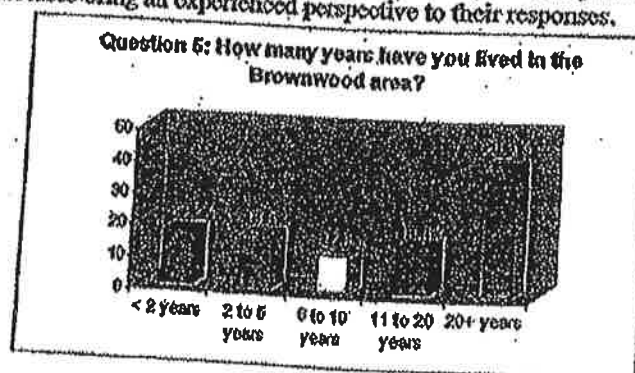 bring an experienced perspective to their responses.
Question 5: How many years have you lived in the
Brownwood area?
60
40
30
20
10
0
< 2 years 2 to 5 years 6 to 10 years 11 to 20 years 20+ years